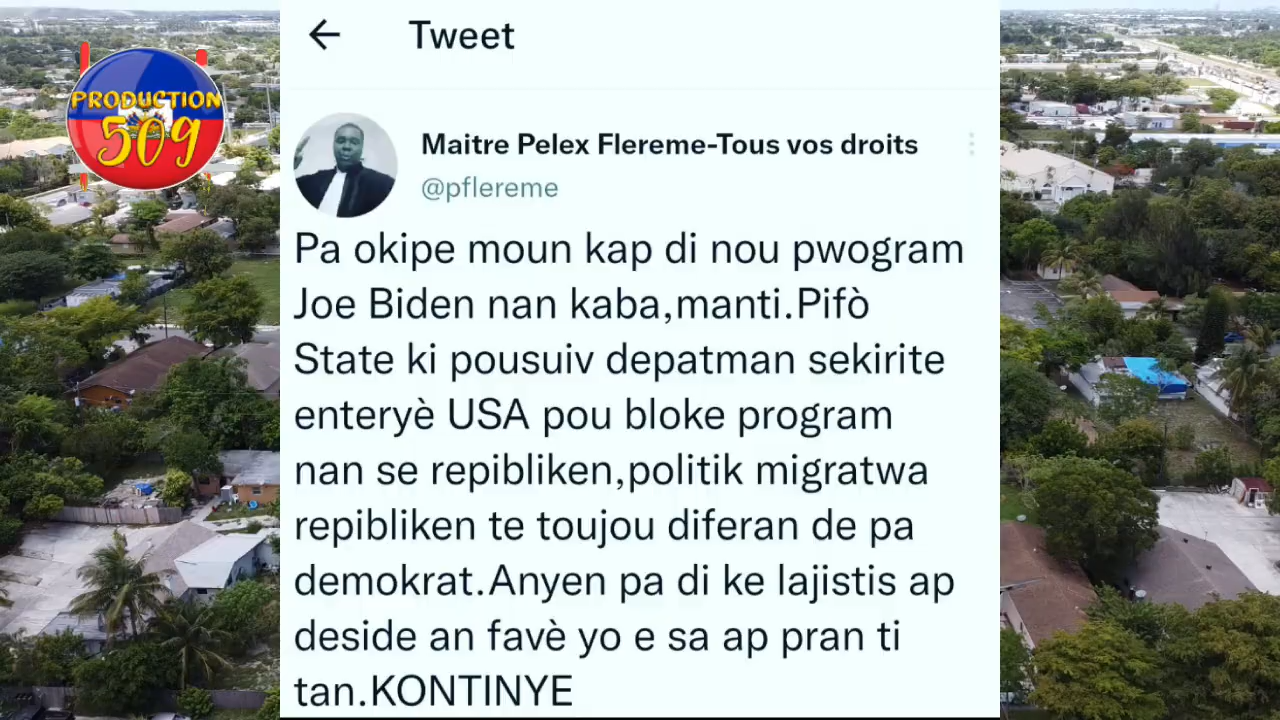 PRODUCTION
509
Tweet
Maitre Pelex Flereme-Tous vos droits
@pflereme
Pa okipe moun kap di nou pwogram
Joe Biden nan kaba,manti.Pifò
State ki pousuiv depatman sekirite
enteryè USA pou bloke program
nan se repibliken,politik migratwa
repibliken te toujou diferan de pa
demokrat.Anyen pa di ke lajistis ap
deside an favè yo e sa ap pran ti
tan.KONTINYE